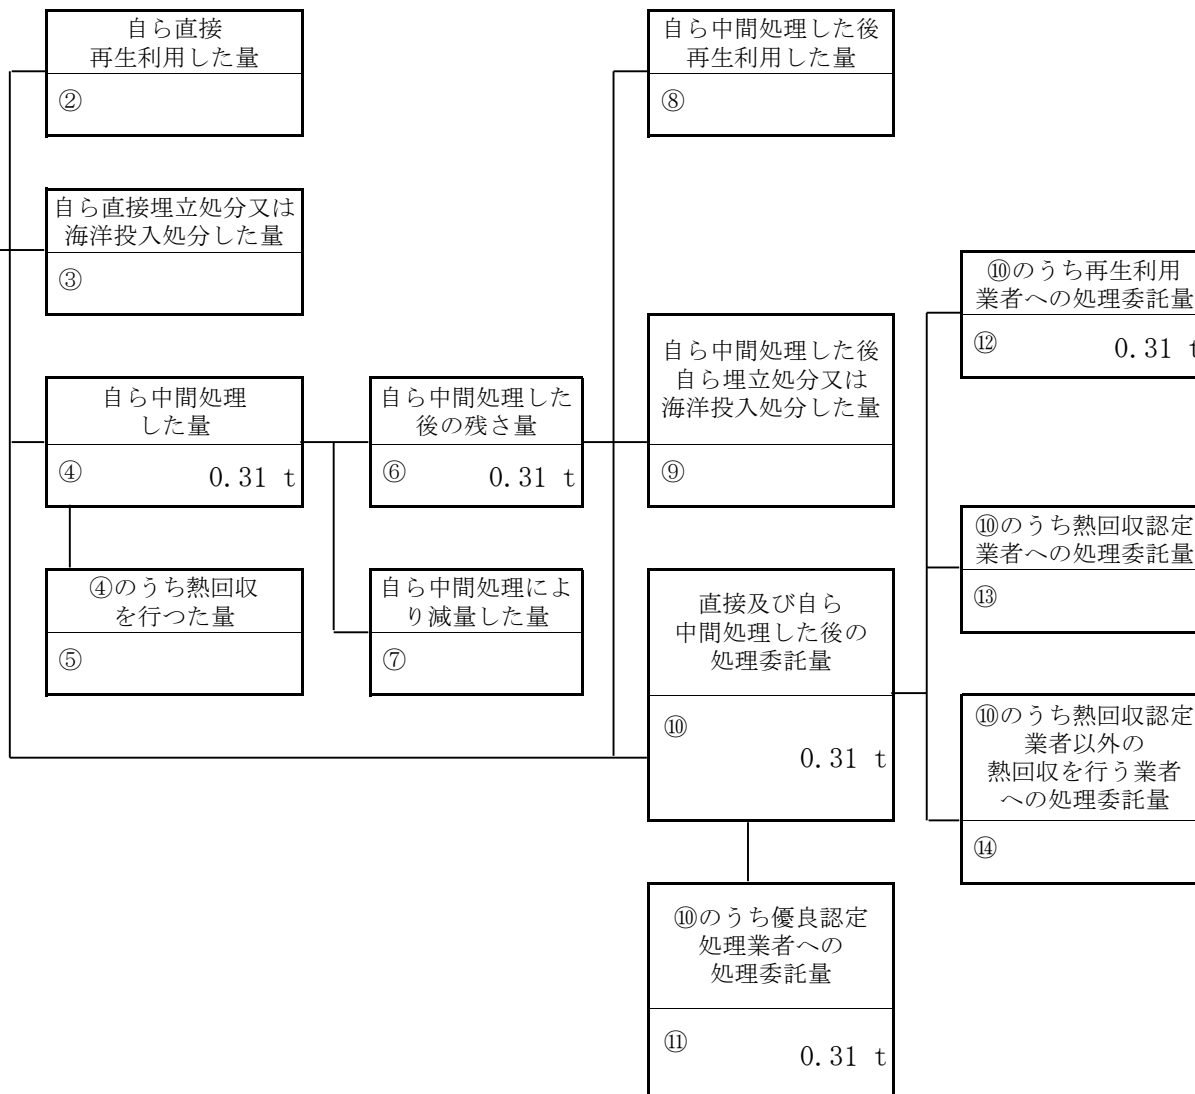 自ら直接
再生利用した量
②
自ら直接埋立処分又は
海洋投入処分した量
③
自ら中間処理
した量
④ 0.31 t
④のうち熱回収
を行つた量
⑤
自ら中間処理した
後の残さ量
⑥ 0.31 t
自ら中間処理によ
り減量した量
⑦
自ら中間処理した後
再生利用した量
⑧
自ら中間処理した後
自ら埋立処分又は
海洋投入処分した量
⑨
直接及び自ら
中間処理した後の
処理委託量
⑩
0.31 t
⑩のうち優良認定
処理業者への
処理委託量
⑪
0.31 t
⑩のうち再生利用
業者への処理委託量
⑫ 0.31 t
⑩のうち熱回収認定
業者への処理委託量
⑬
⑩のうち熱回収認定
業者以外の
熱回収を行う業者
への処理委託量
⑭